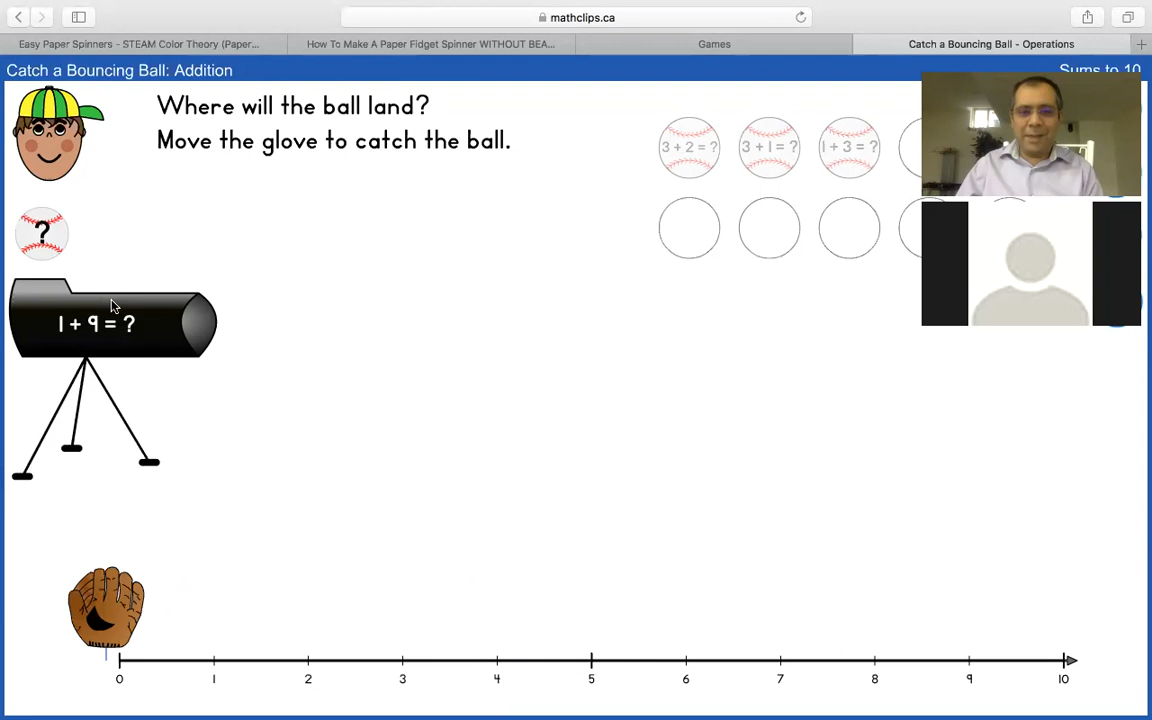 mathclips.ca
Easy Paper Spinners - STEAM Color Theory (Paper...
How To Make A Paper Fidget Spinner WITHOUT BEA...
Games
Catch a Bouncing Ball - Operations
Catch a Bouncing Ball: Addition
Sums to 10
Where will the ball land?
Move the glove to catch the ball.
3 + 2 = ?
3 + 1 = ?
1 + 3 = ?
?
1 + 9 = ?
0 1 2 3 4 5 6 7 8 9 10